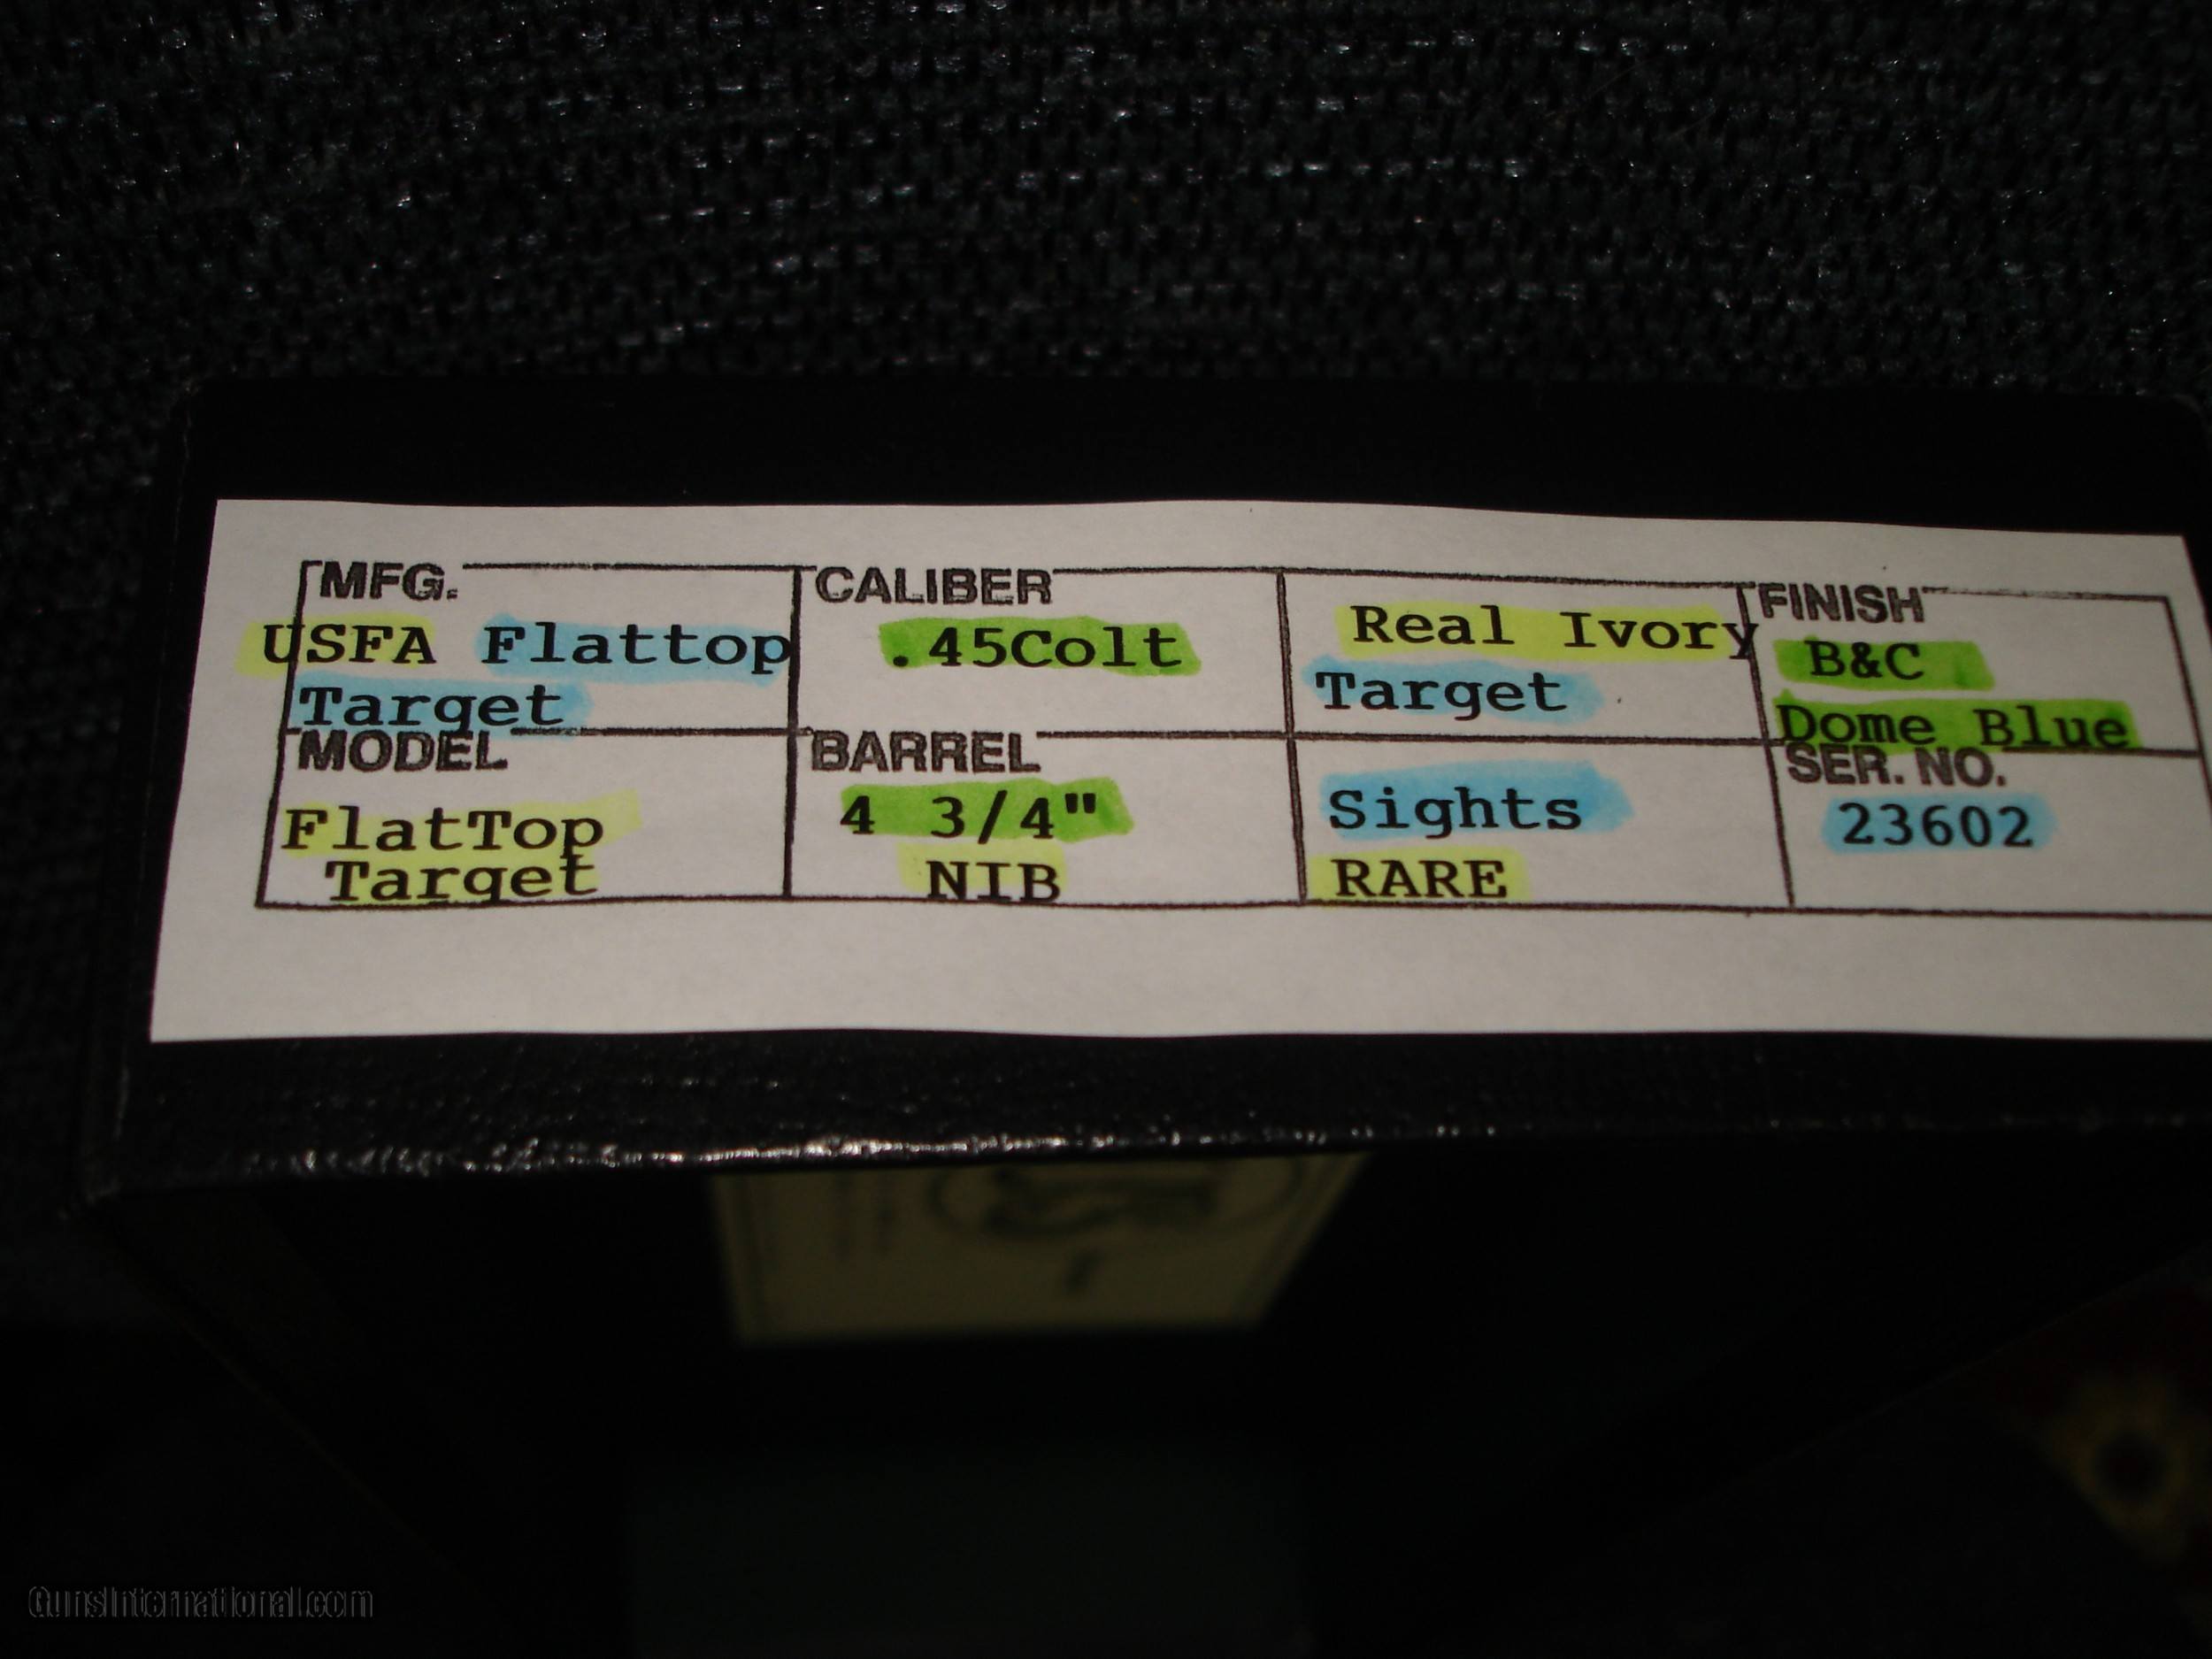 MFG.
USFA Flattop
Target
CALIBER
.45Colt
Real Ivory
Target
FINISH
B&C
Dome Blue
MODEL
FlatTop
Target
BARREL
4 3/4"
NIB
Sights
RARE
SER. NO.
23602
GunsInternational.com